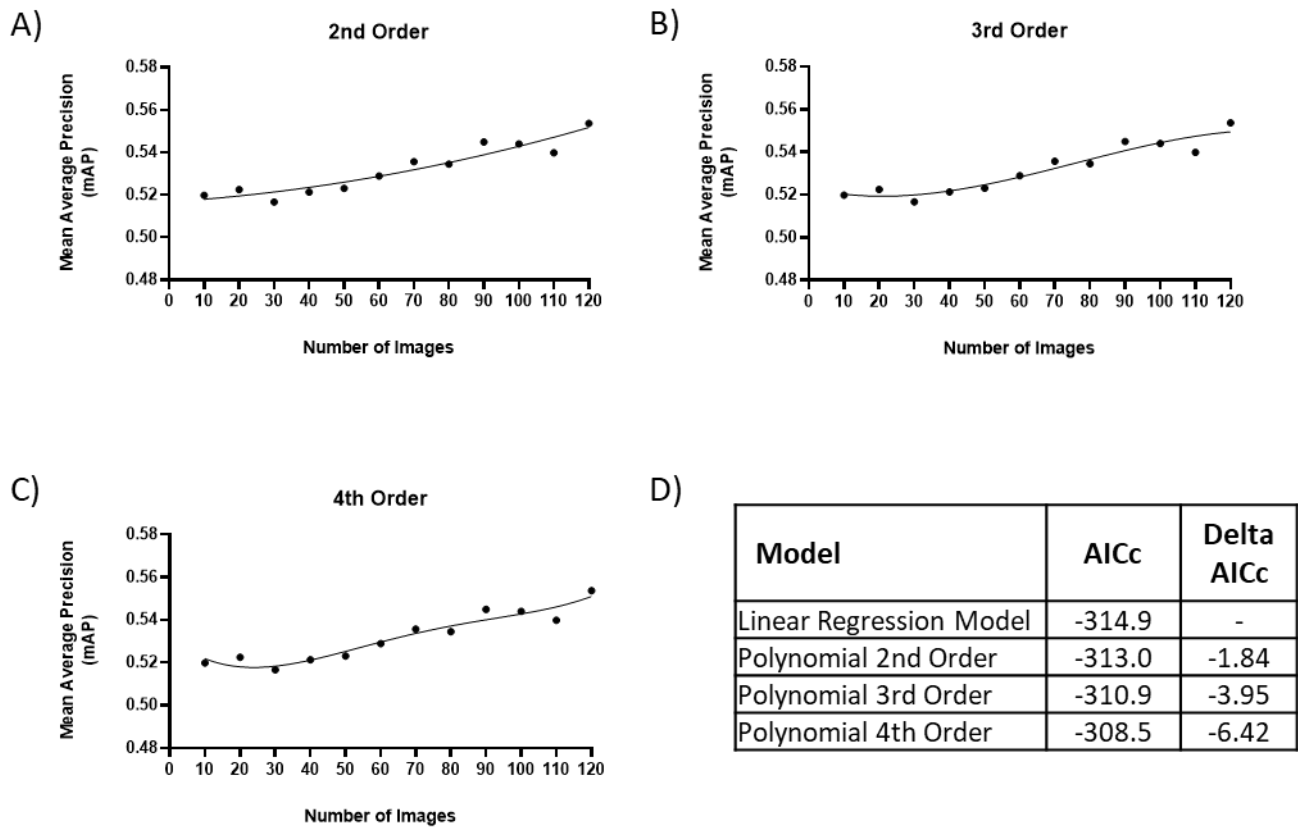 A)
2nd Order
Mean Average Precision
(mAP)
0.58
0.56
0.54
0.52
0.50
0.48
0 10 20 30 40 50 60 70 80 90 100 110 120
Number of Images
B)
3rd Order
Mean Average Precision
(mAP)
0.58
0.56
0.54
0.52
0.50
0.48
0 10 20 30 40 50 60 70 80 90 100 110 120
Number of Images
C)
4th Order
Mean Average Precision
(mAP)
0.58
0.56
0.54
0.52
0.50
0.48
0 10 20 30 40 50 60 70 80 90 100 110 120
Number of Images
D)
Model AICc Delta AICc
Linear Regression Model -314.9 -
Polynomial 2nd Order -313.0 -1.84
Polynomial 3rd Order -310.9 -3.95
Polynomial 4th Order -308.5 -6.42